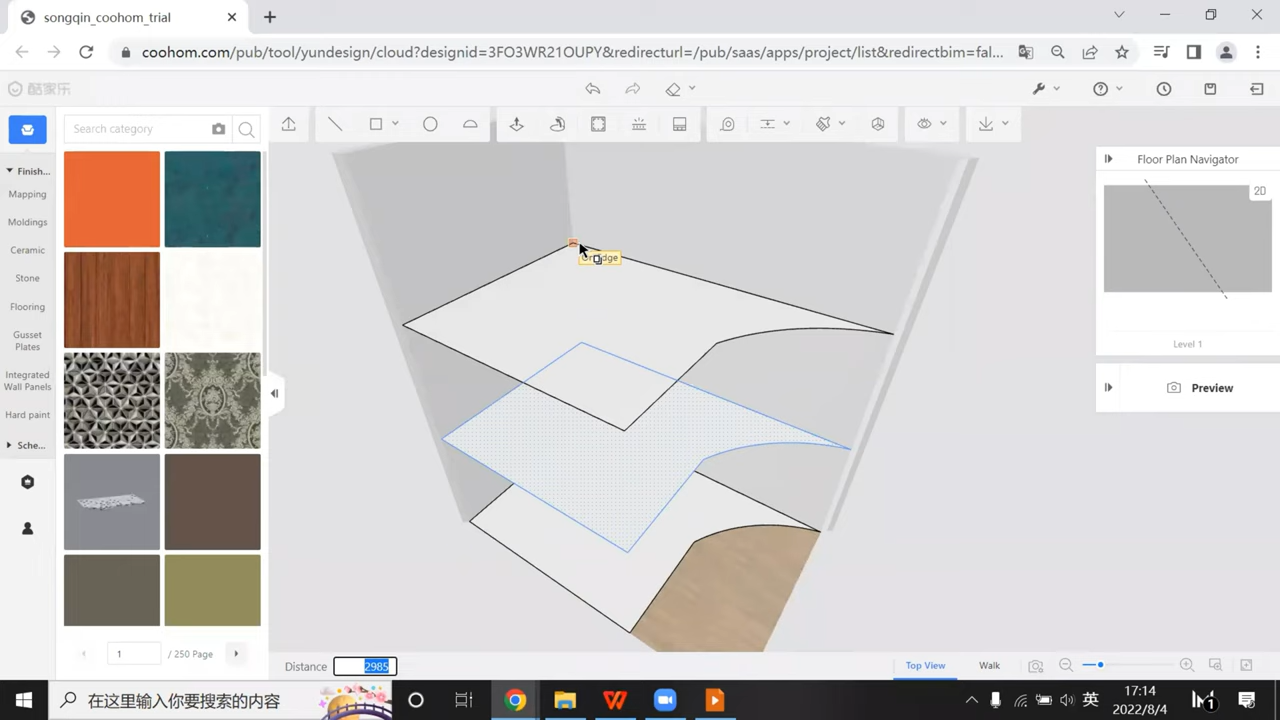 songqin_coohom_trial
coohom.com/pub/tool/yundesign/cloud?designid=3FO3WR21OUPY&redirecturl=/pub/saas/apps/project/list&redirectbim=fal...
酷家乐
Search category
Finish...
Mapping
Moldings
Ceramic
Stone
Flooring
Gusset
Plates
Integrated
Wall Panels
Hard paint
Sche...
1
/ 250 Page
Floor Plan Navigator
2D
Level 1
Preview
Distance
2985
Top View
Walk
在这里输入你要搜索的内容
英
17:14
2022/8/4
1